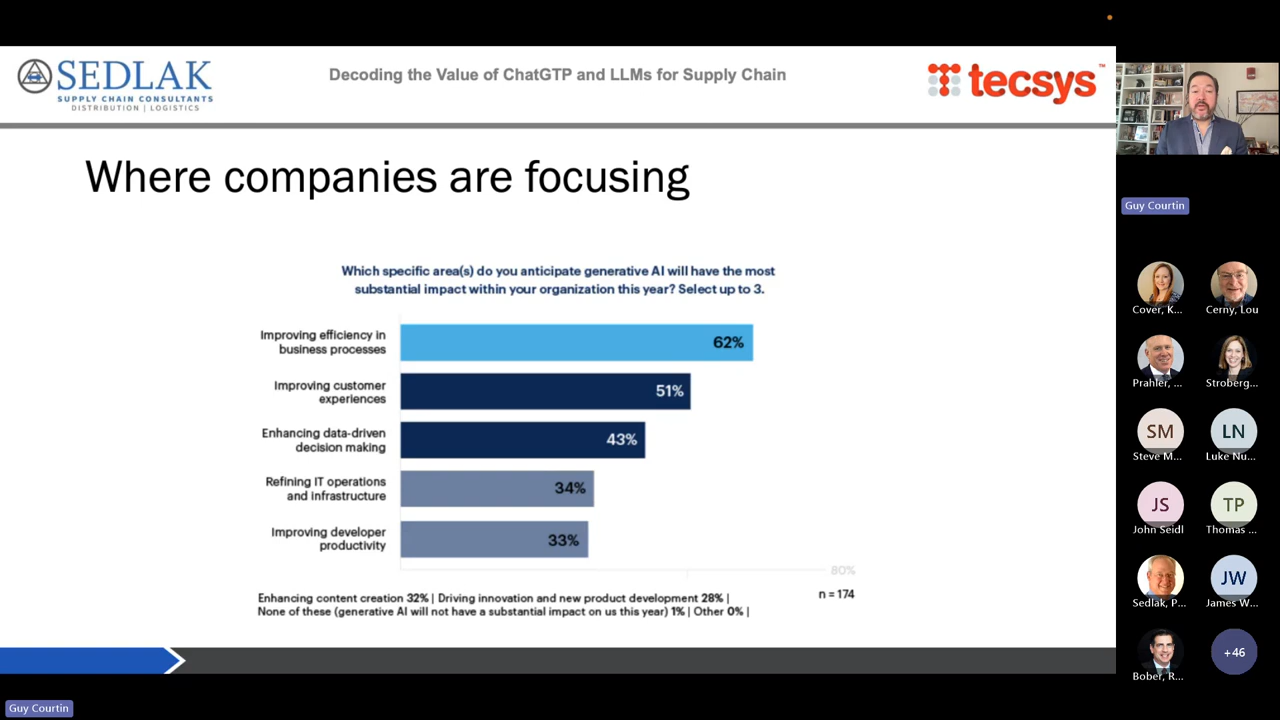 SEDLAK
SUPPLY CHAIN CONSULTANTS
DISTRIBUTION | LOGISTICS
Decoding the Value of ChatGTP and LLMs for Supply Chain
tecsys™
Where companies are focusing
Which specific area(s) do you anticipate generative AI will have the most
substantial impact within your organization this year? Select up to 3.
Improving efficiency in
business processes
62%
Improving customer
experiences
51%
Enhancing data-driven
decision making
43%
Refining IT operations
and infrastructure
34%
Improving developer
productivity
33%
80%
n = 174
Enhancing content creation 32% | Driving innovation and new product development 28% |
None of these (generative AI will not have a substantial impact on us this year) 1% | Other 0% |
Guy Courtin
Cover, K...
Cerny, Lou
Prahler, ...
Stroberg...
SM
Steve M...
LN
Luke Nu...
JS
John Seidl
TP
Thomas ...
Sedlak, P...
JW
James W...
Bober, R...
+46
Guy Courtin